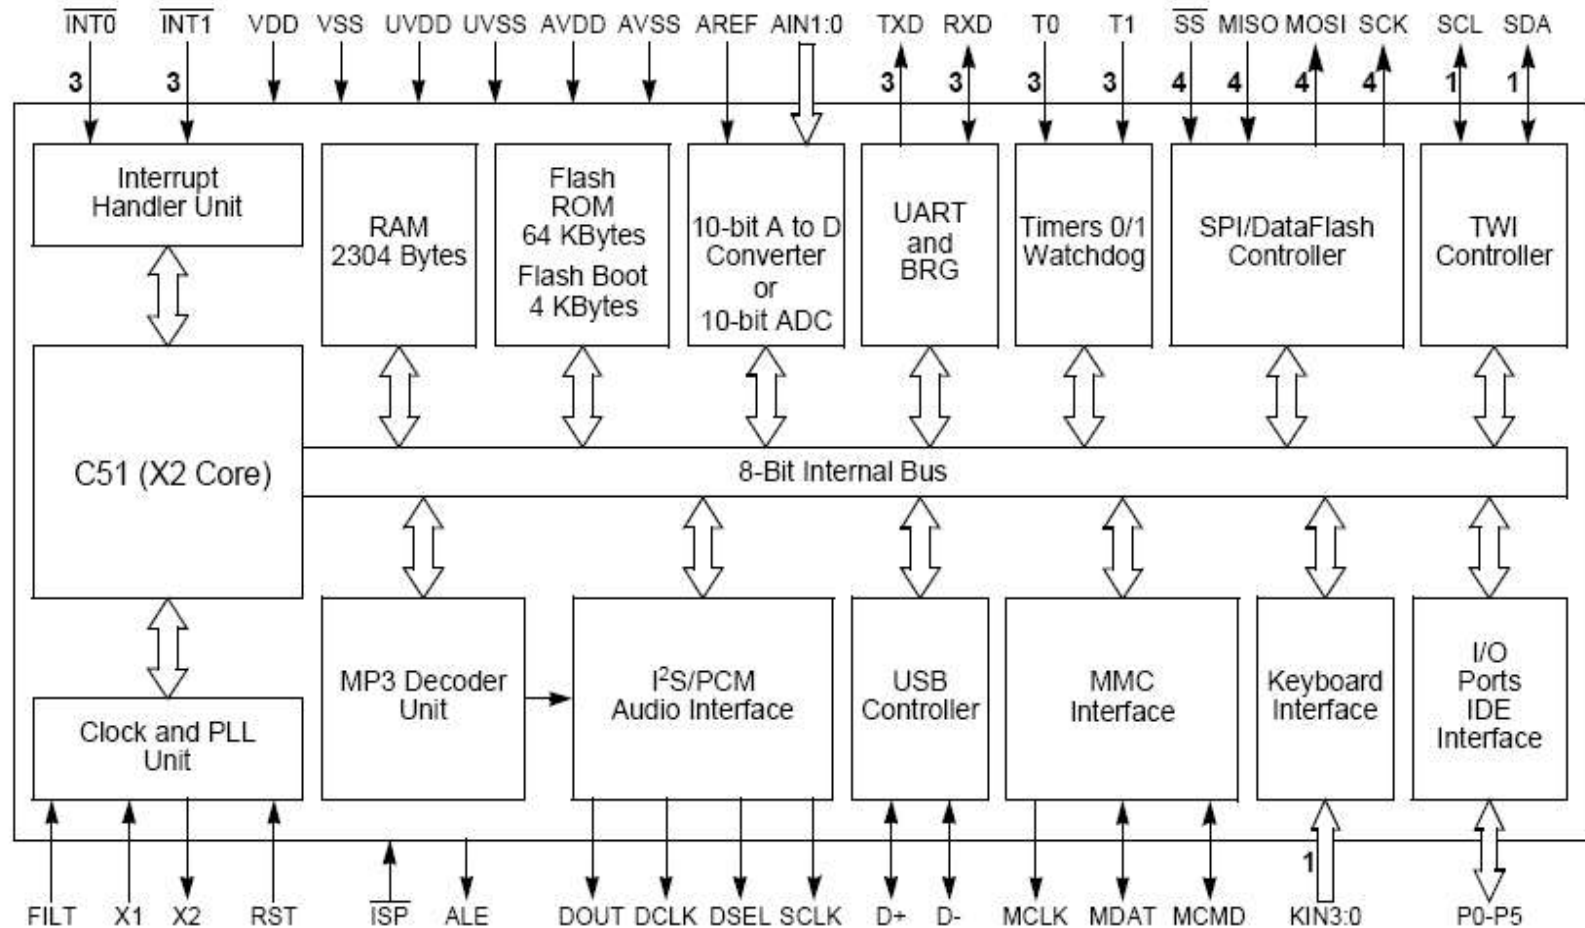 INT0 INT1 VDD VSS UVDD UVSS AVDD AVSS AREF AIN1:0 TXD RXD T0 T1 SS MISO MOSI SCK SCL SDA
3 3 3 3 3 3 4 4 4 4 1 1
Interrupt
Handler Unit
RAM
2304 Bytes
Flash
ROM
64 KBytes
Flash Boot
4 KBytes
10-bit A to D
Converter
or
10-bit ADC
UART
and
BRG
Timers 0/1
Watchdog
SPI/DataFlash
Controller
TWI
Controller
C51 (X2 Core)
8-Bit Internal Bus
Clock and PLL
Unit
MP3 Decoder
Unit
I²S/PCM
Audio Interface
USB
Controller
MMC
Interface
Keyboard
Interface
I/O
Ports
IDE
Interface
1
FILT X1 X2 RST ISP ALE DOUT DCLK DSEL SCLK D+ D- MCLK MDAT MCMD KIN3:0 P0-P5